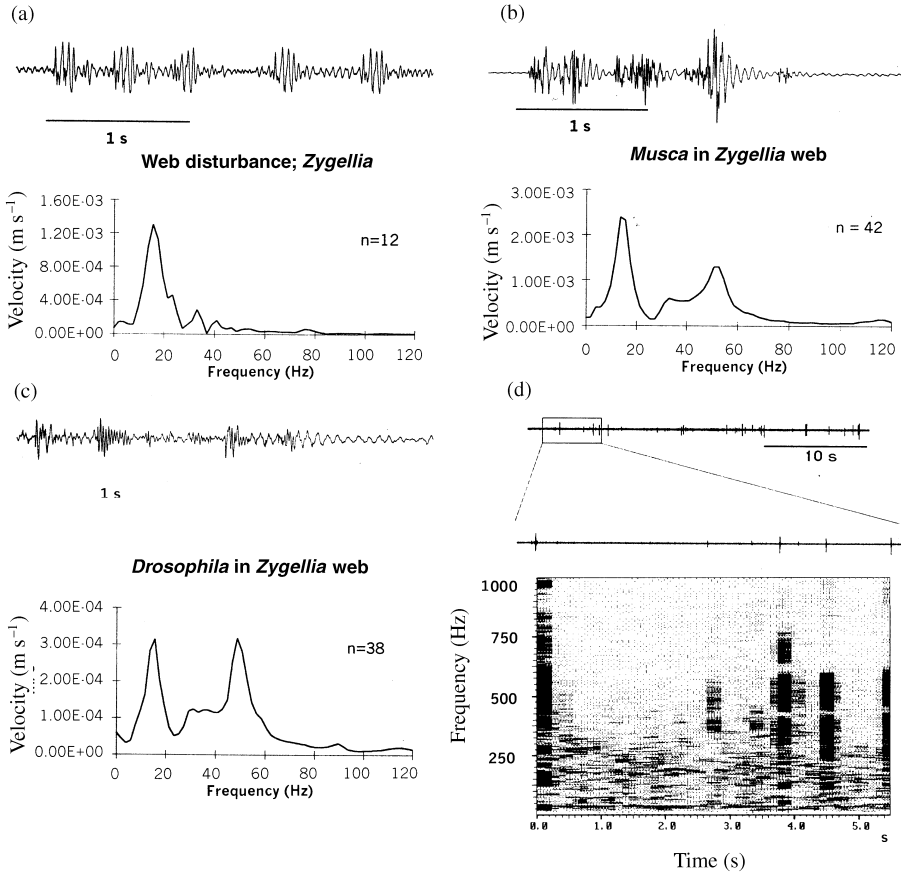 (a)
1 s
Web disturbance; Zygellia
Velocity (m s⁻¹)
1.60E-03
1.20E-03
8.00E-04
4.00E-04
0.00E+00
n=12
0 20 40 60 80 100 120
Frequency (Hz)
(b)
1 s
Musca in Zygellia web
Velocity (m s⁻¹)
3.00E-03
2.00E-03
1.00E-03
0.00E+00
n = 42
0 20 40 60 80 100 120
Frequency (Hz)
(c)
1 s
Drosophila in Zygellia web
Velocity (m s⁻¹)
4.00E-04
3.00E-04
2.00E-04
1.00E-04
0.00E+00
n=38
0 20 40 60 80 100 120
Frequency (Hz)
(d)
10 s
Frequency (Hz)
1000
750
500
250
0.0 1.0 2.0 3.0 4.0 5.0
s
Time (s)